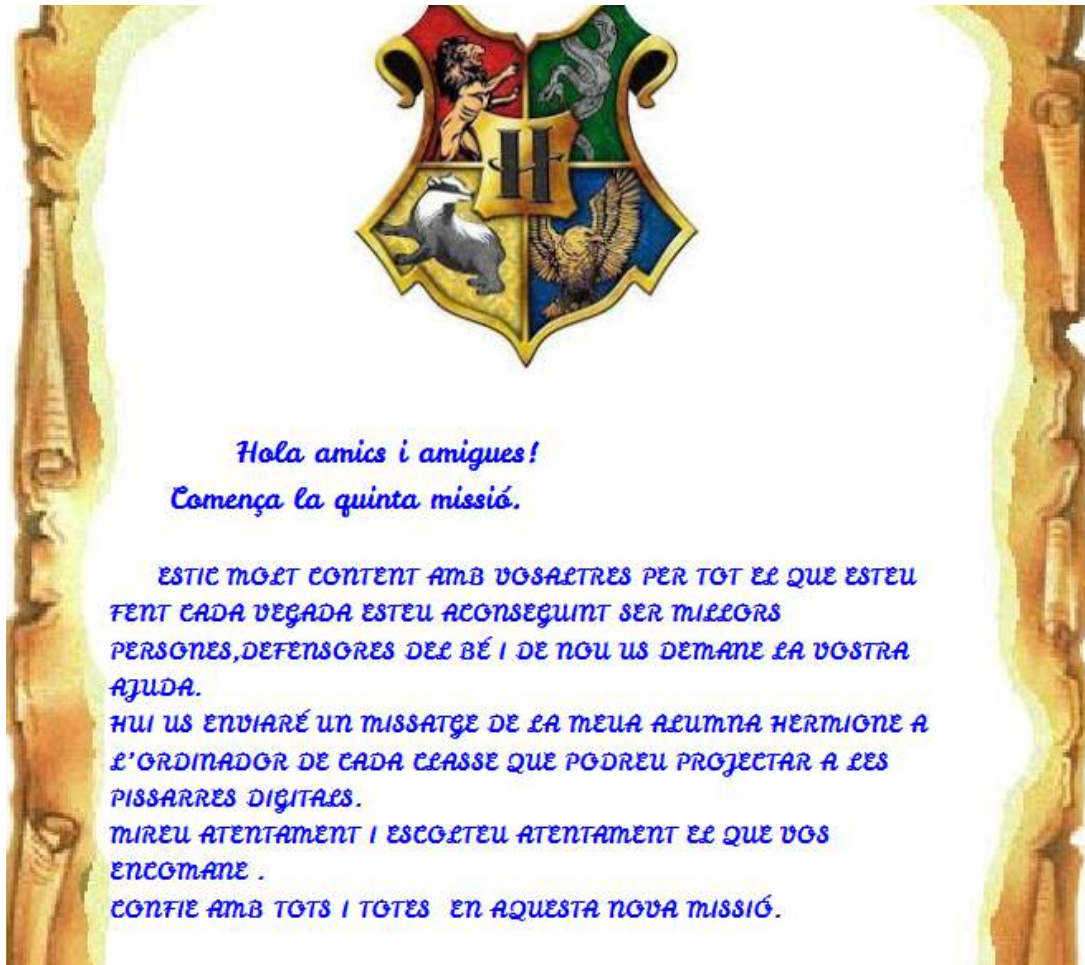 H
Hola amics i amigues!
Comença la quinta missió.
ESTIC MOLT CONTENT AMB VOSALTRES PER TOT EL QUE ESTEU
FENT CADA VEGADA ESTEU ACONSEGUINT SER MILLORS
PERSONES,DEFENSORES DEL BÉ I DE NOU US DEMANE LA VOSTRA
AJUDA.
HUI US ENVIARÉ UN MISSATGE DE LA MEUA ALUMNA HERMIONE A
L'ORDINADOR DE CADA CLASSE QUE PODREU PROJECTAR A LES
PISSARRES DIGITALS.
MIREU ATENTAMENT I ESCOLTEU ATENTAMENT EL QUE VOS
ENCOMANE .
CONFIE AMB TOTS I TOTES EN AQUESTA NOVA MISSIÓ.